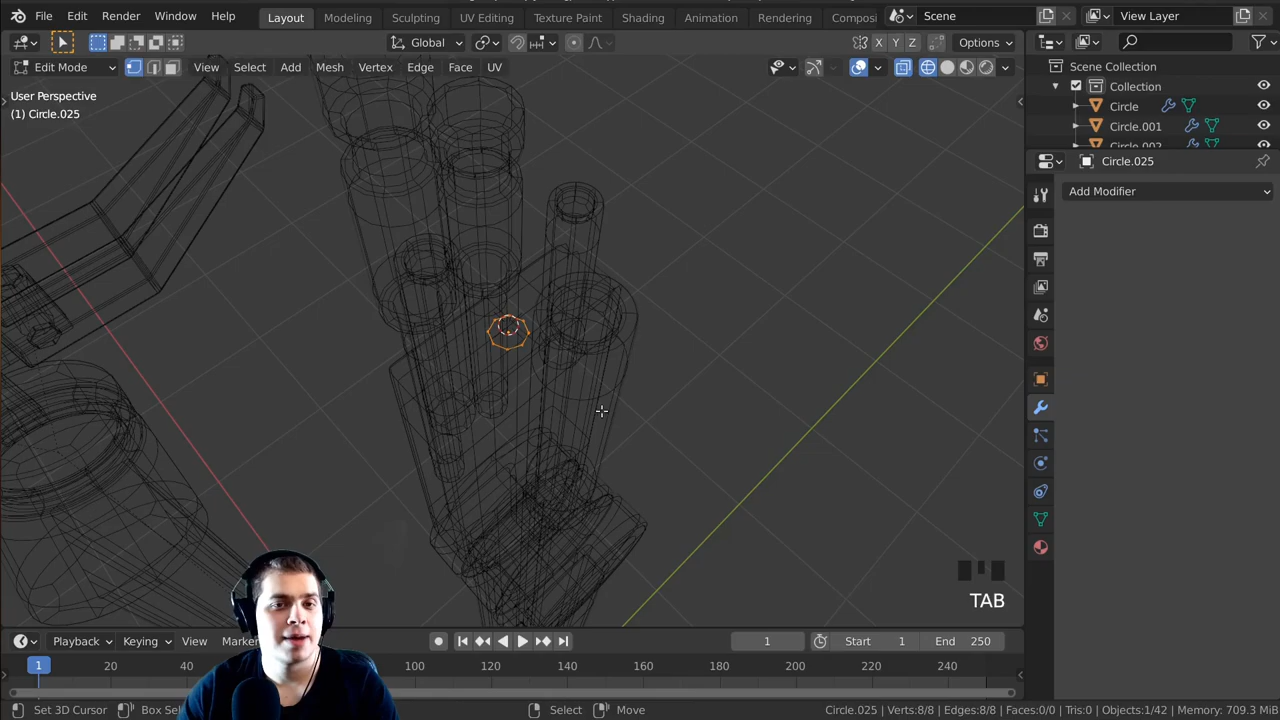 File Edit Render Window Help Layout Modeling Sculpting UV Editing Texture Paint Shading Animation Rendering Composi Scene View Layer
Global X Y Z Options
Edit Mode View Select Add Mesh Vertex Edge Face UV
User Perspective
(1) Circle.025
Scene Collection
Collection
Circle
Circle.001
Circle.002
Circle.025
Add Modifier
TAB
Playback Keying View Marker 1 Start 1 End 250
1 20 40 100 120 140 160 180 200 220 240
Set 3D Cursor Box Sel Select Move Circle.025 | Verts:8/8 | Edges:8/8 | Faces:0/0 | Tris:0 | Objects:1/42 | Memory: 709.3 MiB